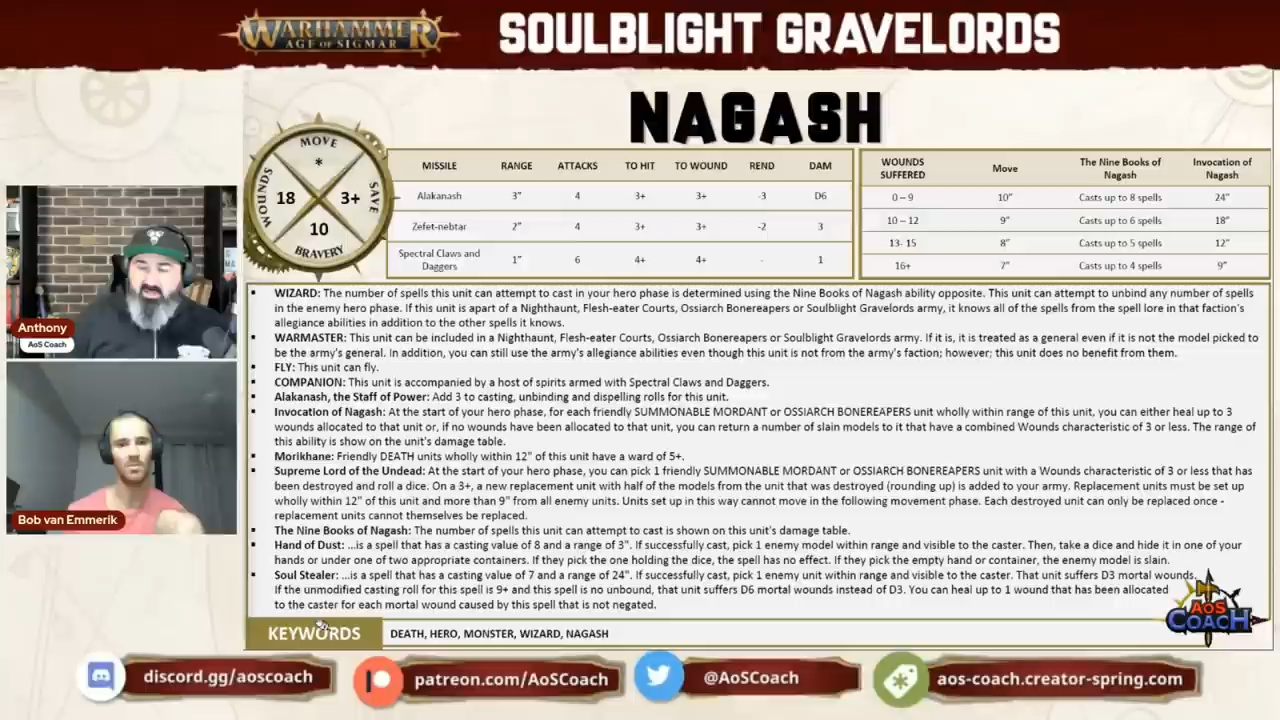 WARHAMMER
AGE OF SIGMAR
SOULBLIGHT GRAVELORDS
NAGASH
MOVE
*
WOUNDS
18
3+
SAVE
10
BRAVERY
MISSILE RANGE ATTACKS TO HIT TO WOUND REND DAM
Alakanash 3” 4 3+ 3+ -3 D6
Zefet-nebtar 2” 4 3+ 3+ -2 3
Spectral Claws and
Daggers 1” 6 4+ 4+ - 1
WOUNDS
SUFFERED Move The Nine Books of
Nagash Invocation of
Nagash
0 – 9 10” Casts up to 8 spells 24”
10 – 12 9” Casts up to 6 spells 18”
13- 15 8” Casts up to 5 spells 12”
16+ 7” Casts up to 4 spells 9”
Anthony
AoS Coach
Bob van Emmerik
WIZARD: The number of spells this unit can attempt to cast in your hero phase is determined using the Nine Books of Nagash ability opposite. This unit can attempt to unbind any number of spells
in the enemy hero phase. If this unit is apart of a Nighthaunt, Flesh-eater Courts, Ossiarch Bonereapers or Soulblight Gravelords army, it knows all of the spells from the spell lore in that faction’s
allegiance abilities in addition to the other spells it knows.
WARMASTER: This unit can be included in a Nighthaunt, Flesh-eater Courts, Ossiarch Bonereapers or Soulblight Gravelords army. If it is, it is treated as a general even if it is not the model picked to
be the army’s general. In addition, you can still use the army’s allegiance abilities even though this unit is not from the army’s faction; however; this unit does no benefit from them.
FLY: This unit can fly.
COMPANION: This unit is accompanied by a host of spirits armed with Spectral Claws and Daggers.
Alakanash, the Staff of Power: Add 3 to casting, unbinding and dispelling rolls for this unit.
Invocation of Nagash: At the start of your hero phase, for each friendly SUMMONABLE MORDANT or OSSIARCH BONEREAPERS unit wholly within range of this unit, you can either heal up to 3
wounds allocated to that unit or, if no wounds have been allocated to that unit, you can return a number of slain models to it that have a combined Wounds characteristic of 3 or less. The range of
this ability is show on the unit’s damage table.
Morikhane: Friendly DEATH units wholly within 12” of this unit have a ward of 5+.
Supreme Lord of the Undead: At the start of your hero phase, you can pick 1 friendly SUMMONABLE MORDANT or OSSIARCH BONEREAPERS unit with a Wounds characteristic of 3 or less that has
been destroyed and roll a dice. On a 3+, a new replacement unit with half of the models from the unit that was destroyed (rounding up) is added to your army. Replacement units must be set up
wholly within 12” of this unit and more than 9” from all enemy units. Units set up in this way cannot move in the following movement phase. Each destroyed unit can only be replaced once -
replacement units cannot themselves be replaced.
The Nine Books of Nagash: The number of spells this unit can attempt to cast is shown on this unit’s damage table.
Hand of Dust: ...is a spell that has a casting value of 8 and a range of 3”. If successfully cast, pick 1 enemy model within range and visible to the caster. Then, take a dice and hide it in one of your
hands or under one of two appropriate containers. If they pick the one holding the dice, the spell has no effect. If they pick the empty hand or container, the enemy model is slain.
Soul Stealer: ...is a spell that has a casting value of 7 and a range of 24”. If successfully cast, pick 1 enemy unit within range and visible to the caster. That unit suffers D3 mortal wounds.
If the unmodified casting roll for this spell is 9+ and this spell is no unbound, that unit suffers D6 mortal wounds instead of D3. You can heal up to 1 wound that has been allocated
to the caster for each mortal wound caused by this spell that is not negated.
AoS
COACH
KEYWORDS DEATH, HERO, MONSTER, WIZARD, NAGASH
discord.gg/aoscoach
patreon.com/AoSCoach
@AoSCoach
aos-coach.creator-spring.com